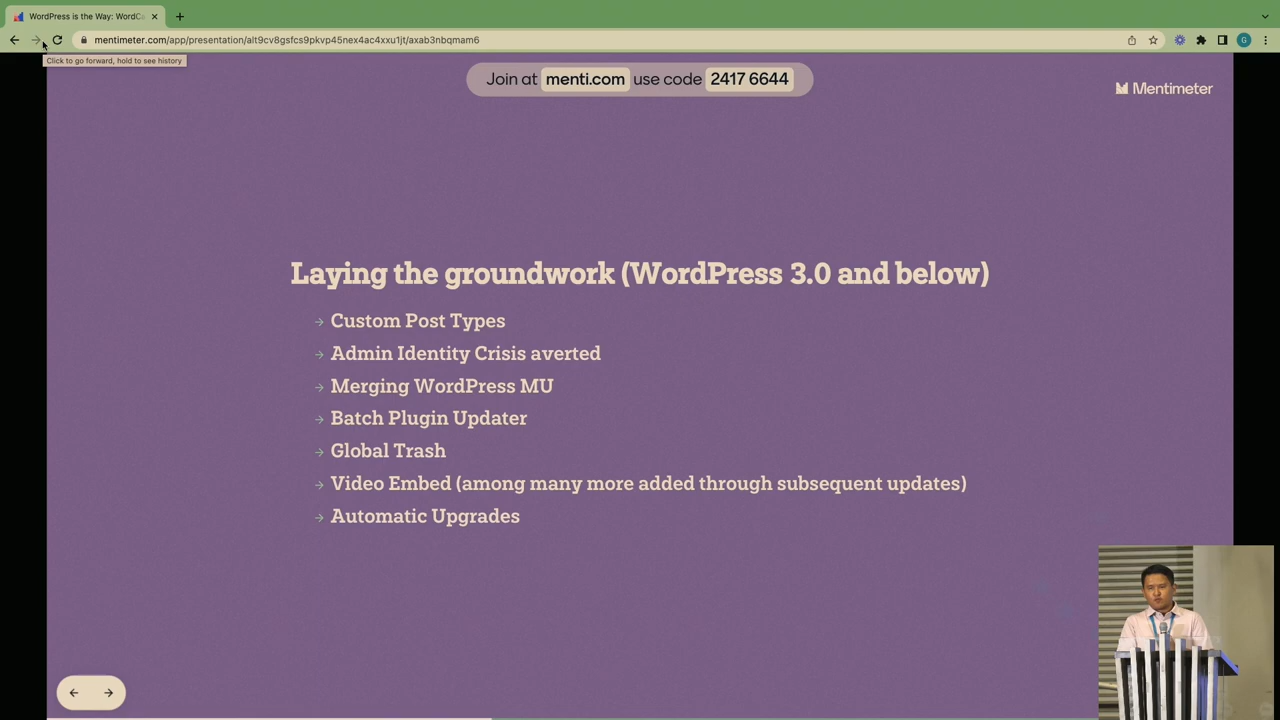 WordPress is the Way: WordCa
mentimeter.com/app/presentation/alt9cv8gsfcs9pkvp45nex4ac4xxu1jt/axab3nbqmam6
G
Click to go forward, hold to see history
Join at menti.com use code 2417 6644
Mentimeter
Laying the groundwork (WordPress 3.0 and below)
→ Custom Post Types
→ Admin Identity Crisis averted
→ Merging WordPress MU
→ Batch Plugin Updater
→ Global Trash
→ Video Embed (among many more added through subsequent updates)
→ Automatic Upgrades